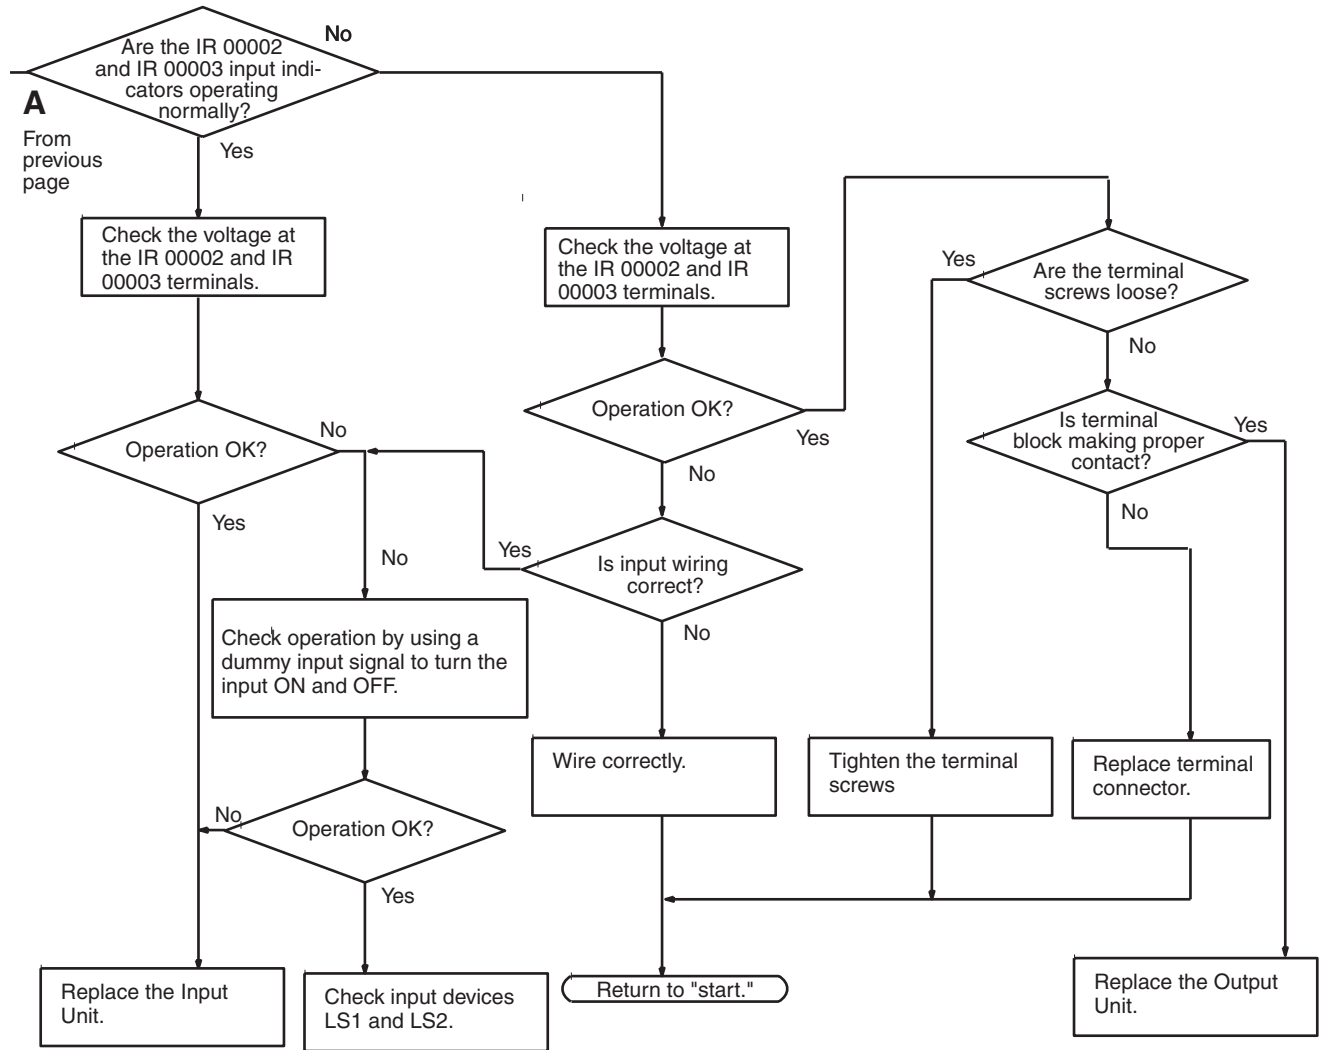 Are the IR 00002
and IR 00003 input indi-
cators operating
normally?
No
A
From
previous
page
Yes
Check the voltage at
the IR 00002 and IR
00003 terminals.
Check the voltage at
the IR 00002 and IR
00003 terminals.
Yes
Are the terminal
screws loose?
No
Operation OK?
No
Operation OK?
Yes
No
Is terminal
block making proper
contact?
Yes
No
Yes
No
Yes
Is input wiring
correct?
No
Check operation by using a
dummy input signal to turn the
input ON and OFF.
Wire correctly.
Tighten the terminal
screws
Replace terminal
connector.
No
Operation OK?
Yes
Replace the Input
Unit.
Check input devices
LS1 and LS2.
Return to "start."
Replace the Output
Unit.